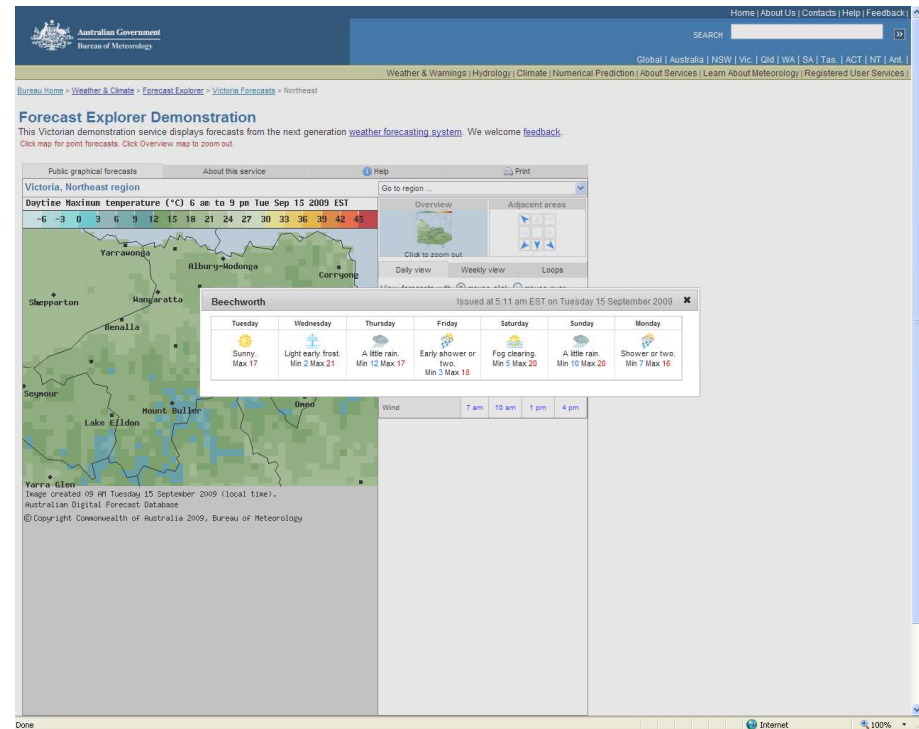 Home | About Us | Contacts | Help | Feedback |
Australian Government
Bureau of Meteorology
SEARCH
Global | Australia | NSW | Vic. | Qld | WA | SA | Tas. | ACT | NT | Ant. |
Weather & Warnings | Hydrology | Climate | Numerical Prediction | About Services | Learn About Meteorology | Registered User Services |
Bureau Home > Weather & Climate > Forecast Explorer > Victoria Forecasts > Northeast
Forecast Explorer Demonstration
This Victorian demonstration service displays forecasts from the next generation weather forecasting system. We welcome feedback.
Click map for point forecasts. Click Overview map to zoom out.
Public graphical forecasts About this service Help Print
Victoria, Northeast region Go to region ...
Daytime Maximum temperature (°C) 6 am to 9 pm Tue Sep 15 2009 EST
Overview Adjacent areas
-6 -3 0 3 6 9 12 15 18 21 24 27 30 33 36 39 42 45
Yarrawonga
Click to zoom out
Albury-Wodonga
Corryong
Daily view Weekly view Loops
View forecasts with mouse click mouse over
Shepparton
Wangaratta
Beechworth Issued at 5:11 am EST on Tuesday 15 September 2009
Benalla
Tuesday Wednesday Thursday Friday Saturday Sunday Monday
Sunny. Light early frost. A little rain. Early shower or two. Fog clearing. A little rain. Shower or two.
Max 17 Min 2 Max 21 Min 12 Max 17 Min 3 Max 18 Min 5 Max 20 Min 10 Max 20 Min 7 Max 16
Seymour
Mount Buller
Omeo
Wind 7 am 10 am 1 pm 4 pm
Lake Eildon
Yarra Glen
Image created 09 AM Tuesday 15 September 2009 (local time).
Australian Digital Forecast Database
© Copyright Commonwealth of Australia 2009, Bureau of Meteorology
Done Internet 100%